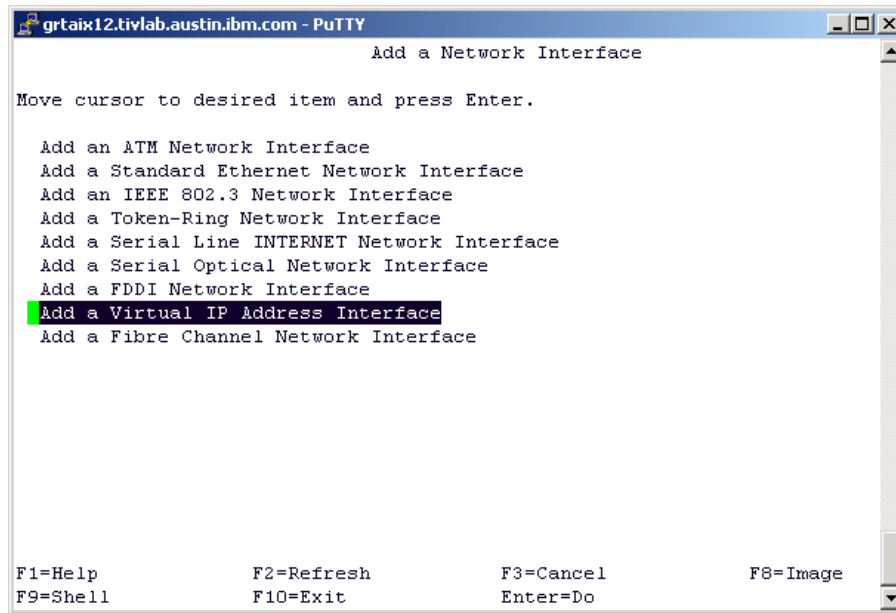 grtaix12.tivlab.austin.ibm.com - PuTTY
Add a Network Interface
Move cursor to desired item and press Enter.
Add an ATM Network Interface
Add a Standard Ethernet Network Interface
Add an IEEE 802.3 Network Interface
Add a Token-Ring Network Interface
Add a Serial Line INTERNET Network Interface
Add a Serial Optical Network Interface
Add a FDDI Network Interface
Add a Virtual IP Address Interface
Add a Fibre Channel Network Interface
F1=Help F2=Refresh F3=Cancel F8=Image
F9=Shell F10=Exit Enter=Do